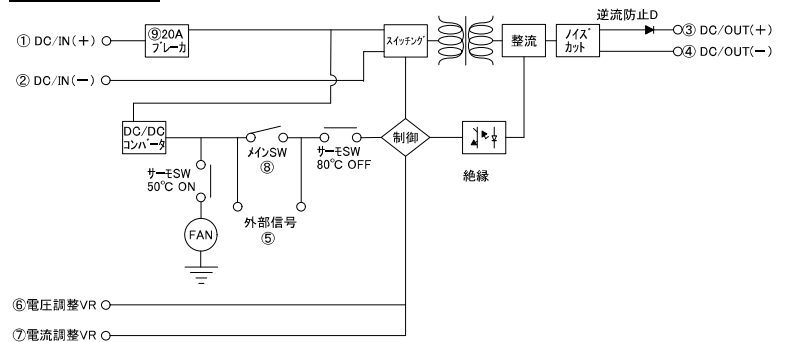 逆流防止D
① DC/IN(+)
⑨20A
ブレーカ
スイッチング
整流
ノイズ
カット
③ DC/OUT(+)
④ DC/OUT(−)
② DC/IN(−)
DC/DC
コンバータ
メインSW
⑧
サーモSW
80℃ OFF
制御
絶縁
サーモSW
50℃ ON
外部信号
⑤
FAN
⑥電圧調整VR
⑦電流調整VR